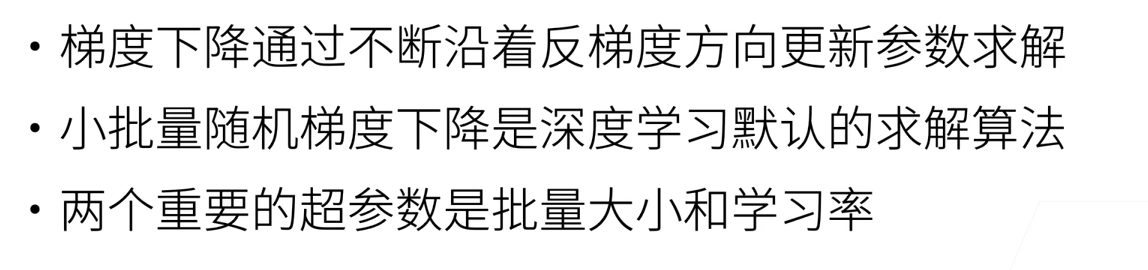 • 梯度下降通过不断沿着反梯度方向更新参数求解
• 小批量随机梯度下降是深度学习默认的求解算法
• 两个重要的超参数是批量大小和学习率